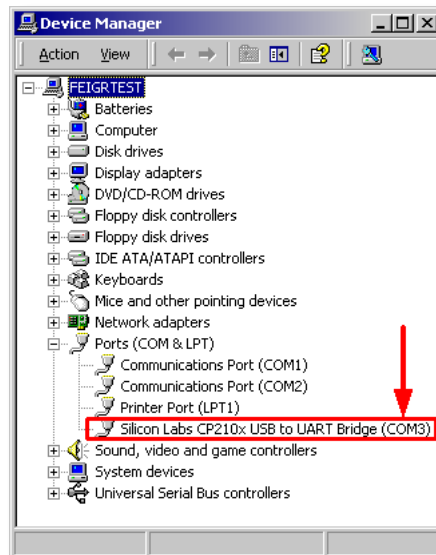 Device Manager
Action View
FEIGRTEST
Batteries
Computer
Disk drives
Display adapters
DVD/CD-ROM drives
Floppy disk controllers
Floppy disk drives
IDE ATA/ATAPI controllers
Keyboards
Mice and other pointing devices
Network adapters
Ports (COM & LPT)
Communications Port (COM1)
Communications Port (COM2)
Printer Port (LPT1)
Silicon Labs CP210x USB to UART Bridge (COM3)
Sound, video and game controllers
System devices
Universal Serial Bus controllers